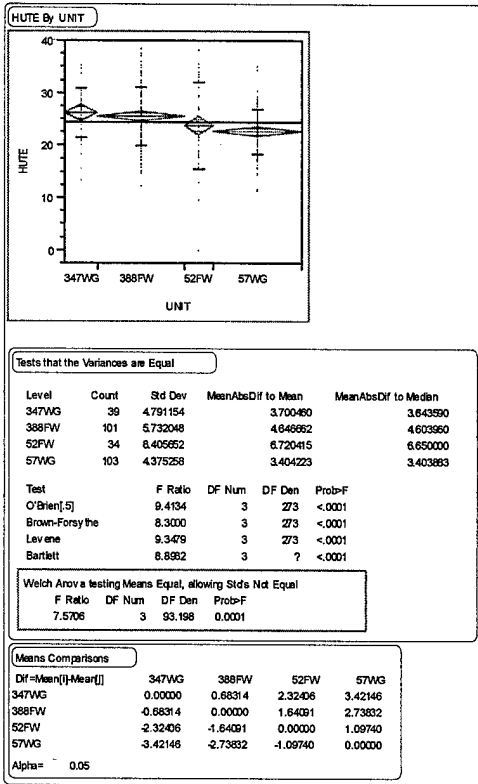 HUTE By UNIT
40
30
20
10
0
HUTE
347WG 388FW 52FW 57WG
UNIT
Tests that the Variances are Equal
Level Count Std Dev MeanAbsDif to Mean MeanAbsDif to Median
347WG 39 4.791154 3.700460 3.643590
388FW 101 5.732048 4.646662 4.603960
52FW 34 8.405652 6.720415 6.650000
57WG 103 4.375258 3.404223 3.403883
Test F Ratio DF Num DF Den Prob>F
O'Brien[.5] 9.4134 3 273 <.0001
Brown-Forsythe 8.3000 3 273 <.0001
Levene 9.3479 3 273 <.0001
Bartlett 8.8982 3 ? <.0001
Welch Anova testing Means Equal, allowing Std's Not Equal
F Ratio DF Num DF Den Prob>F
7.5706 3 93.198 0.0001
Means Comparisons
Dif=Mean[i]-Mean[j] 347WG 388FW 52FW 57WG
347WG 0.00000 0.68314 2.32406 3.42146
388FW -0.68314 0.00000 1.64091 2.73832
52FW -2.32406 -1.64091 0.00000 1.09740
57WG -3.42146 -2.73832 -1.09740 0.00000
Alpha= 0.05